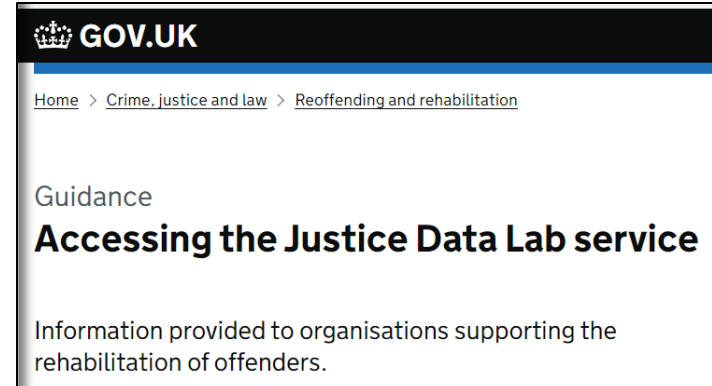 GOV.UK
Home > Crime, justice and law > Reoffending and rehabilitation
Guidance
Accessing the Justice Data Lab service
Information provided to organisations supporting the
rehabilitation of offenders.